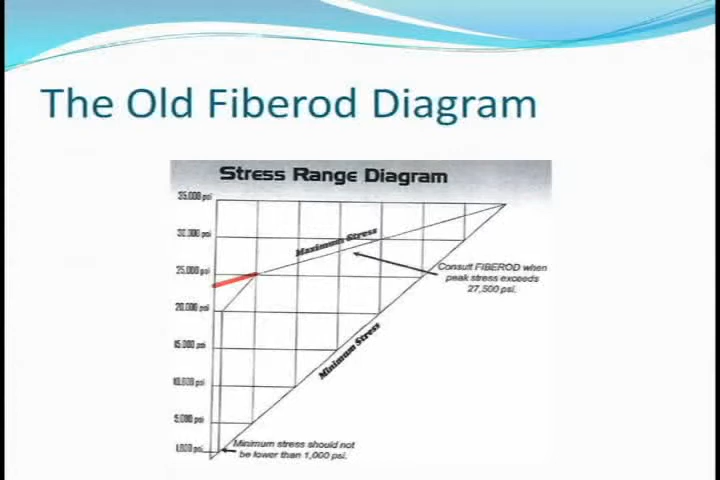 The Old Fiberod Diagram
Stress Range Diagram
35,000 psi
30,000 psi
25,000 psi
20,000 psi
15,000 psi
10,000 psi
5,000 psi
1,000 psi
Maximum Stress
Consult FIBEROD when
peak stress exceeds
27,500 psi.
Minimum Stress
Minimum stress should not
be lower than 1,000 psi.